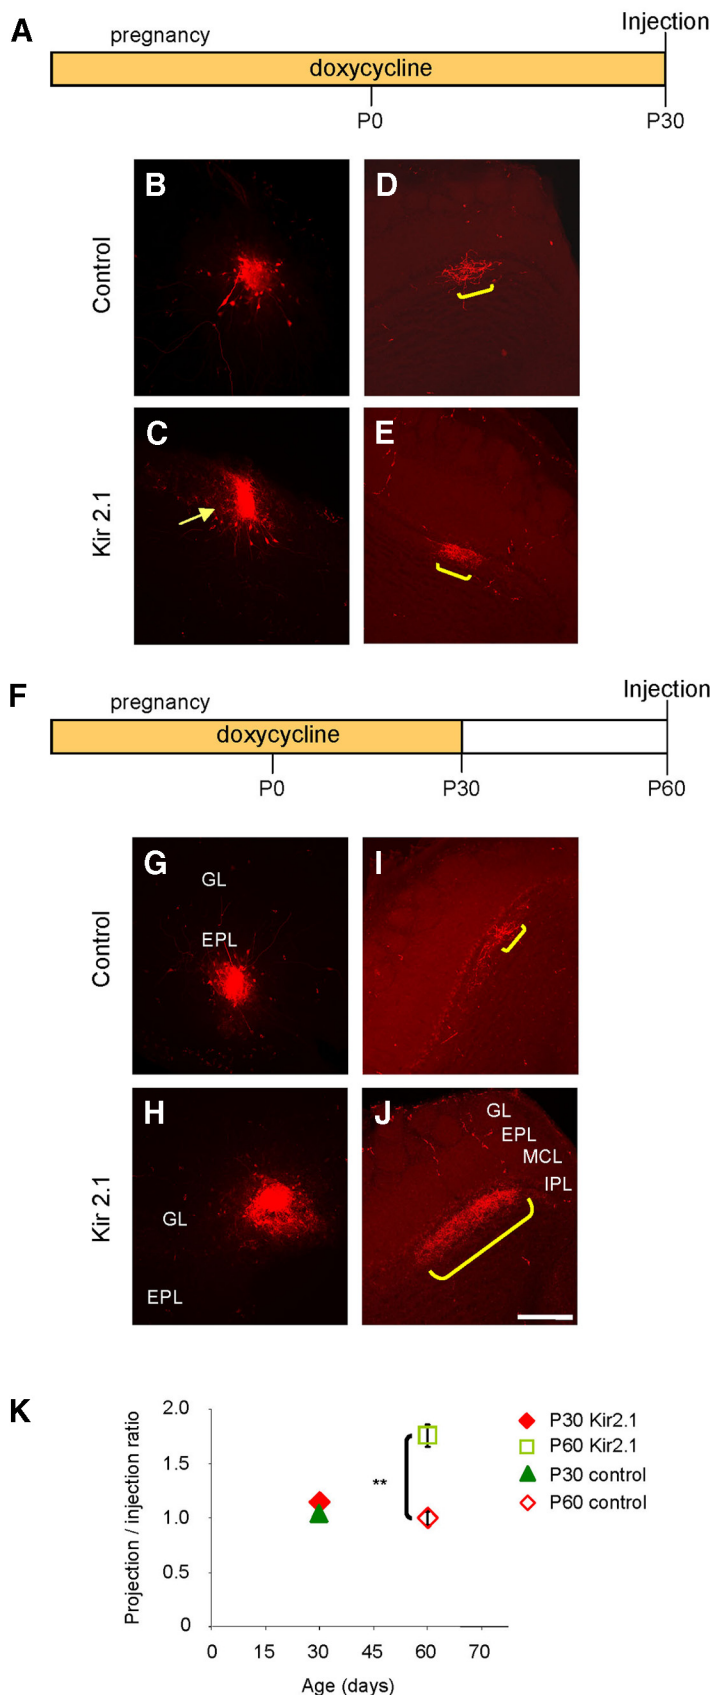 A
pregnancy
Injection
doxycycline
P0
P30
Control
B
D
Kir 2.1
C
E
F
pregnancy
Injection
doxycycline
P0
P30
P60
Control
G
GL
EPL
I
Kir 2.1
H
GL
EPL
J
GL
EPL
MCL
IPL
K
Projection / injection ratio
2.0
1.5
1.0
0.5
0
**
0 15 30 45 60 70
Age (days)
P30 Kir2.1
P60 Kir2.1
P30 control
P60 control